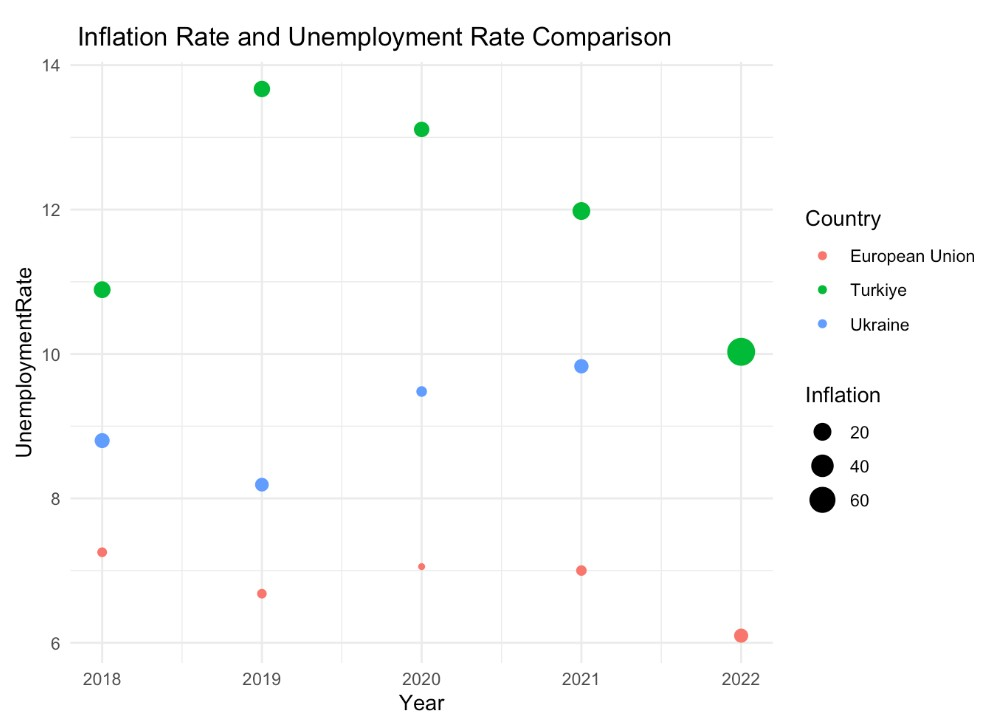 Inflation Rate and Unemployment Rate Comparison
14
12
10
8
6
UnemploymentRate
2018 2019 2020 2021 2022
Year
Country
European Union
Turkiye
Ukraine
Inflation
20
40
60